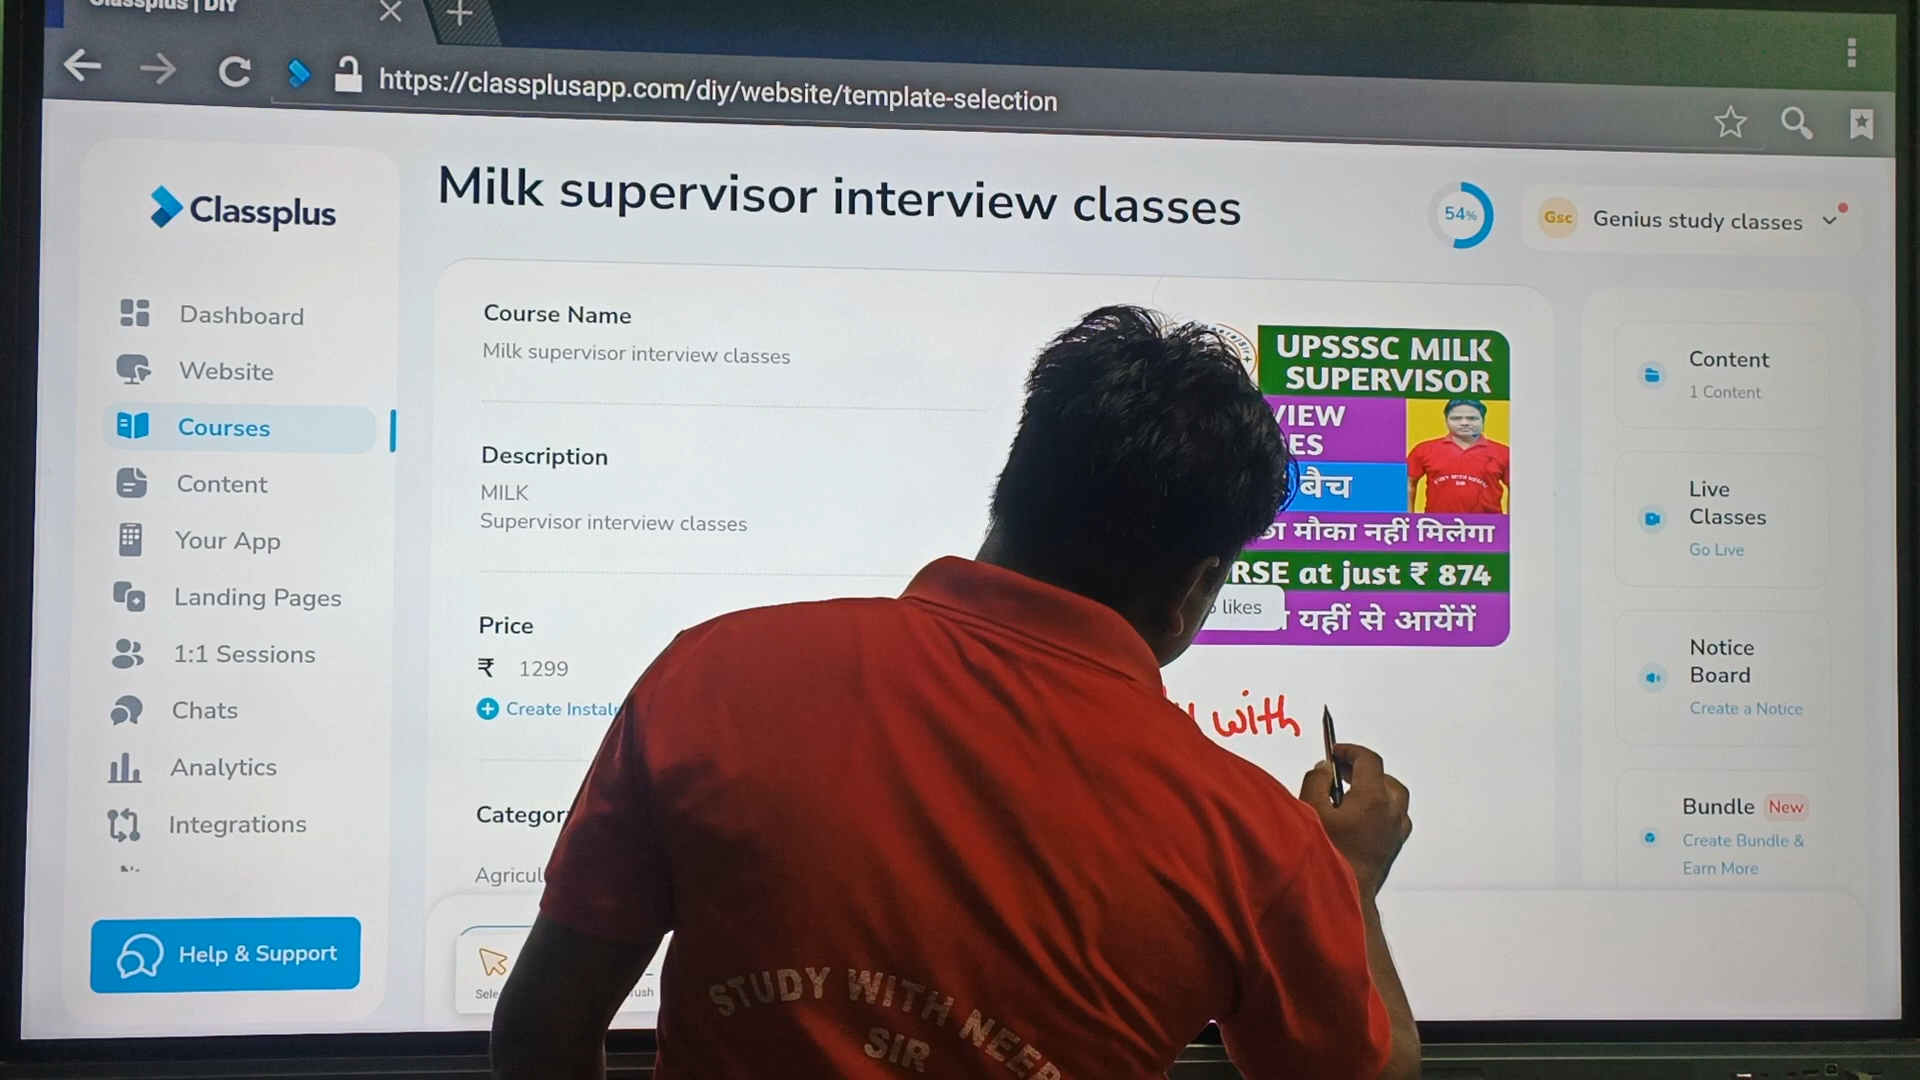 Classplus | DIY
https://classplusapp.com/diy/website/template-selection
Classplus
Dashboard
Website
Courses
Content
Your App
Landing Pages
1:1 Sessions
Chats
Analytics
Integrations
Help & Support
Milk supervisor interview classes
54%
Gsc Genius study classes
Course Name
Milk supervisor interview classes
Description
MILK
Supervisor interview classes
Price
₹ 1299
Create
UPSSSC MILK
SUPERVISOR
बैच
मौका नहीं मिलेगा
at just ₹ 874
likes
यहीं से आयेंगें
with
Content
1 Content
Live
Classes
Go Live
Notice
Board
Create a Notice
Bundle New
Create Bundle &
Earn More
STUDY WITH
SIR